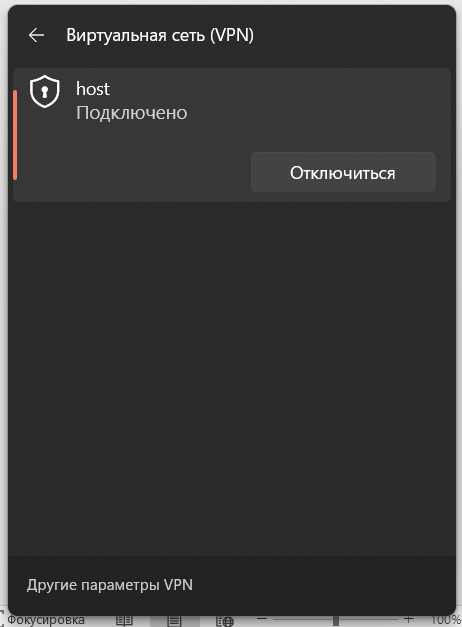 Виртуальная сеть (VPN)
host
Подключено
Отключиться
Другие параметры VPN
Фокусировка
100%